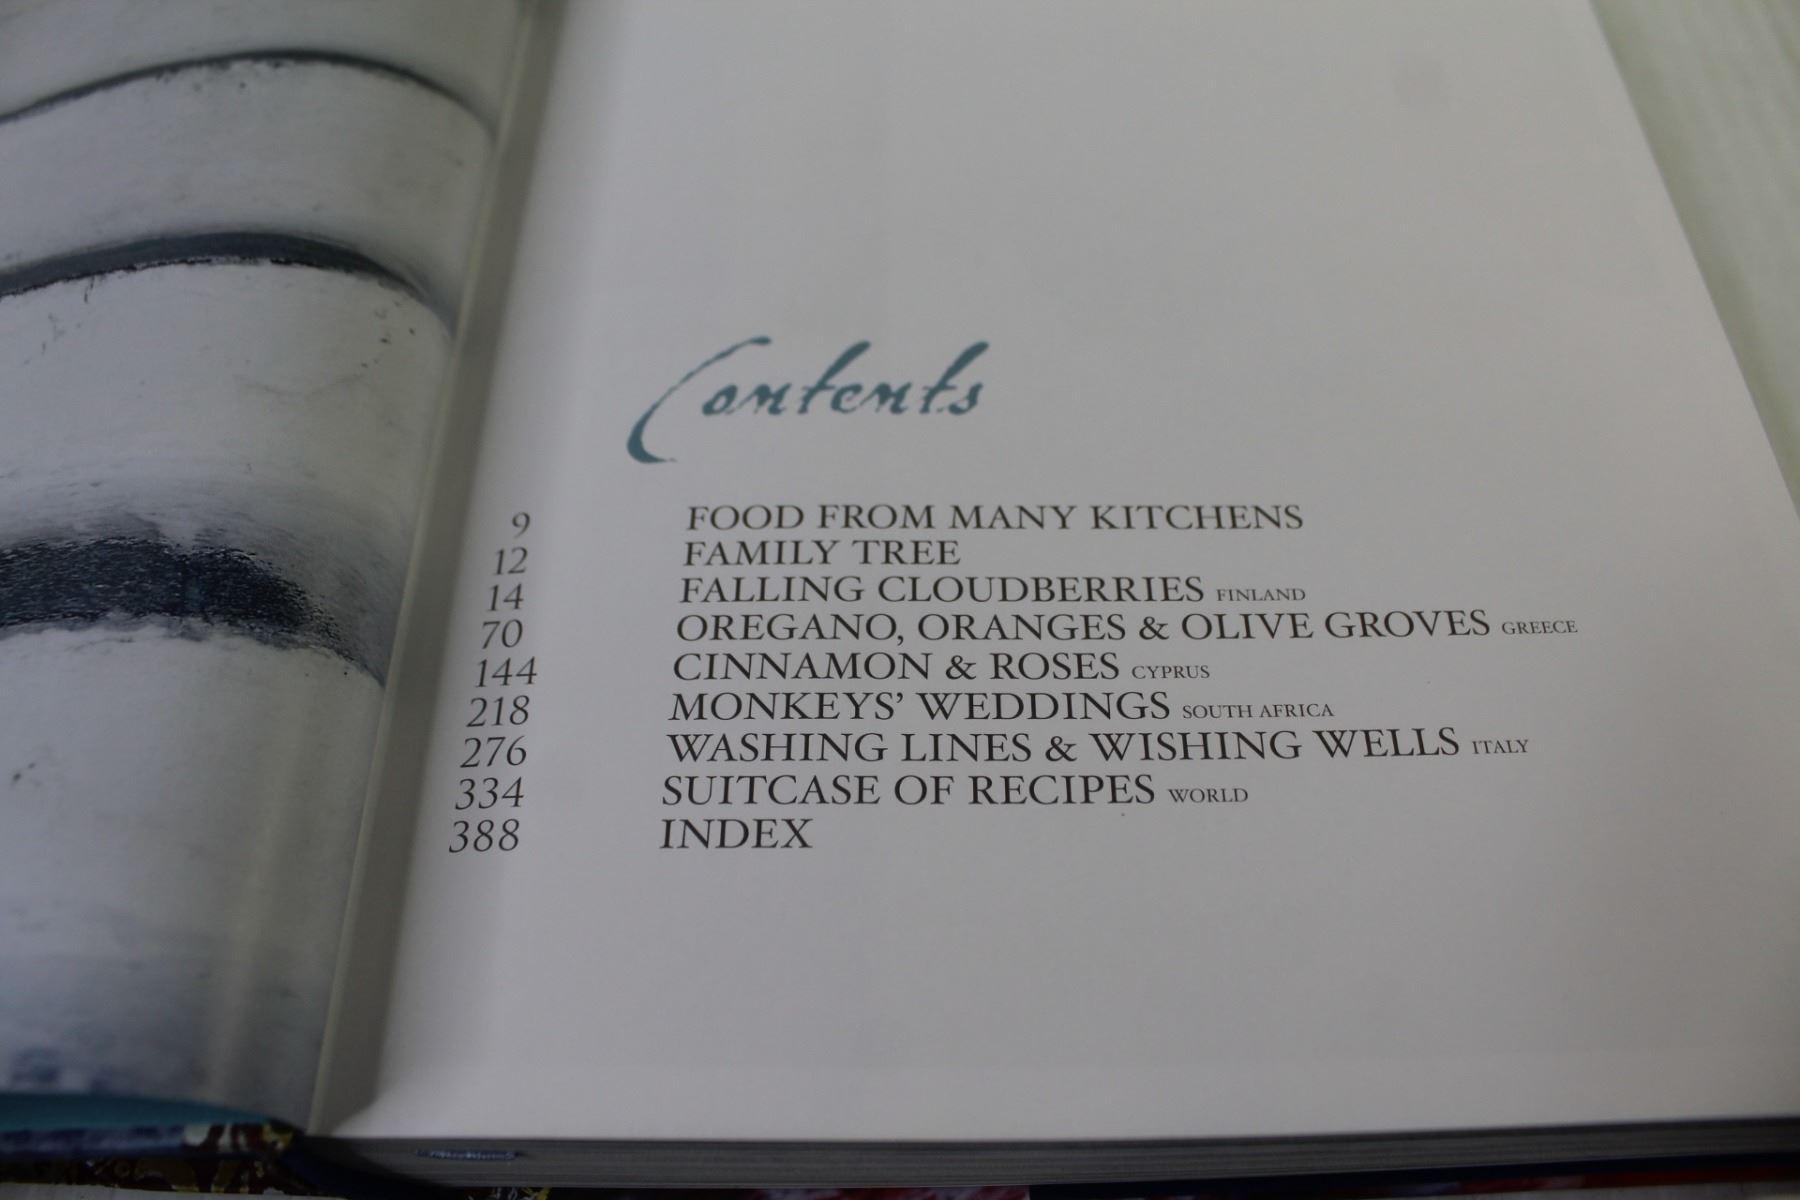 Contents
9 FOOD FROM MANY KITCHENS
12 FAMILY TREE
14 FALLING CLOUDBERRIES FINLAND
70 OREGANO, ORANGES & OLIVE GROVES GREECE
144 CINNAMON & ROSES CYPRUS
218 MONKEYS’ WEDDINGS SOUTH AFRICA
276 WASHING LINES & WISHING WELLS ITALY
334 SUITCASE OF RECIPES WORLD
388 INDEX